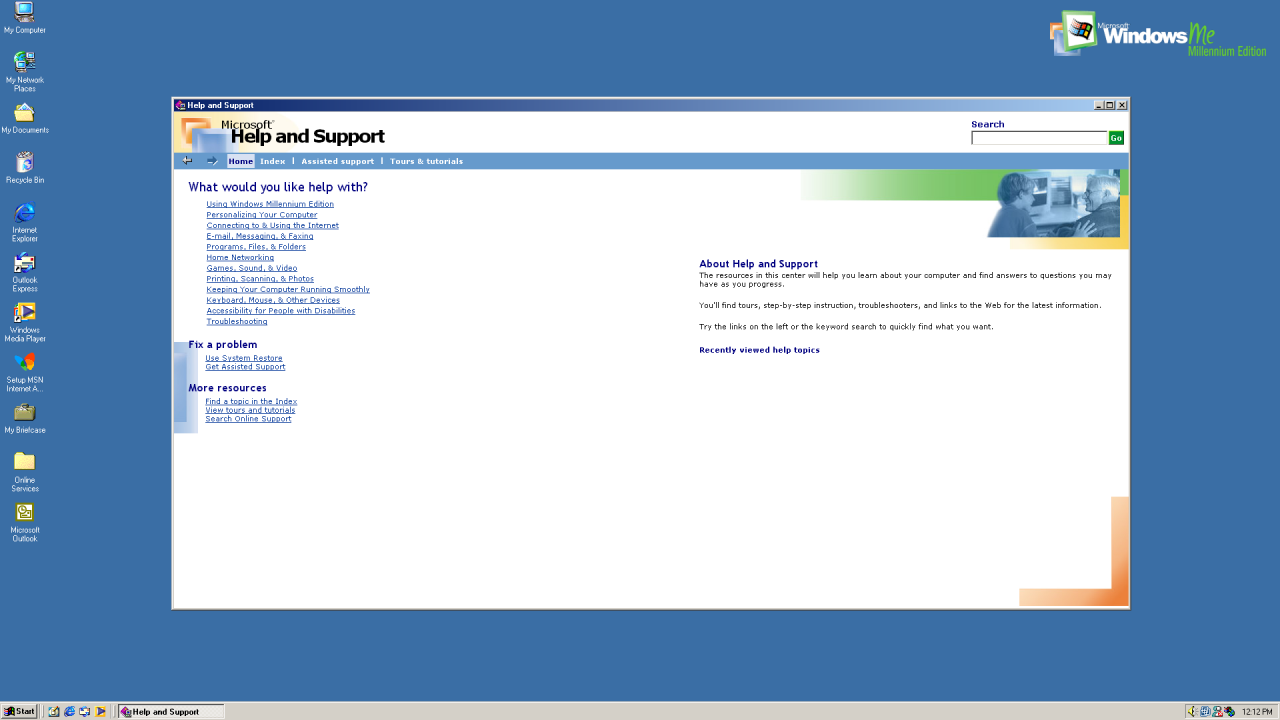 My Computer
My Network
Places
My Documents
Recycle Bin
Internet
Explorer
Outlook
Express
Windows
Media Player
Setup MSN
Internet A...
My Briefcase
Online
Services
Microsoft
Outlook
Microsoft
Windows Me
Millennium Edition
Help and Support
Microsoft
Help and Support
Search
Go
Home
Index
Assisted support
Tours & tutorials
What would you like help with?
Using Windows Millennium Edition
Personalizing Your Computer
Connecting to & Using the Internet
E-mail, Messaging, & Faxing
Programs, Files, & Folders
Home Networking
Games, Sound, & Video
Printing, Scanning, & Photos
Keeping Your Computer Running Smoothly
Keyboard, Mouse, & Other Devices
Accessibility for People with Disabilities
Troubleshooting
Fix a problem
Use System Restore
Get Assisted Support
More resources
Find a topic in the Index
View tours and tutorials
Search Online Support
About Help and Support
The resources in this center will help you learn about your computer and find answers to questions you may
have as you progress.
You'll find tours, step-by-step instruction, troubleshooters, and links to the Web for the latest information.
Try the links on the left or the keyword search to quickly find what you want.
Recently viewed help topics
Start
Help and Support
12:12 PM